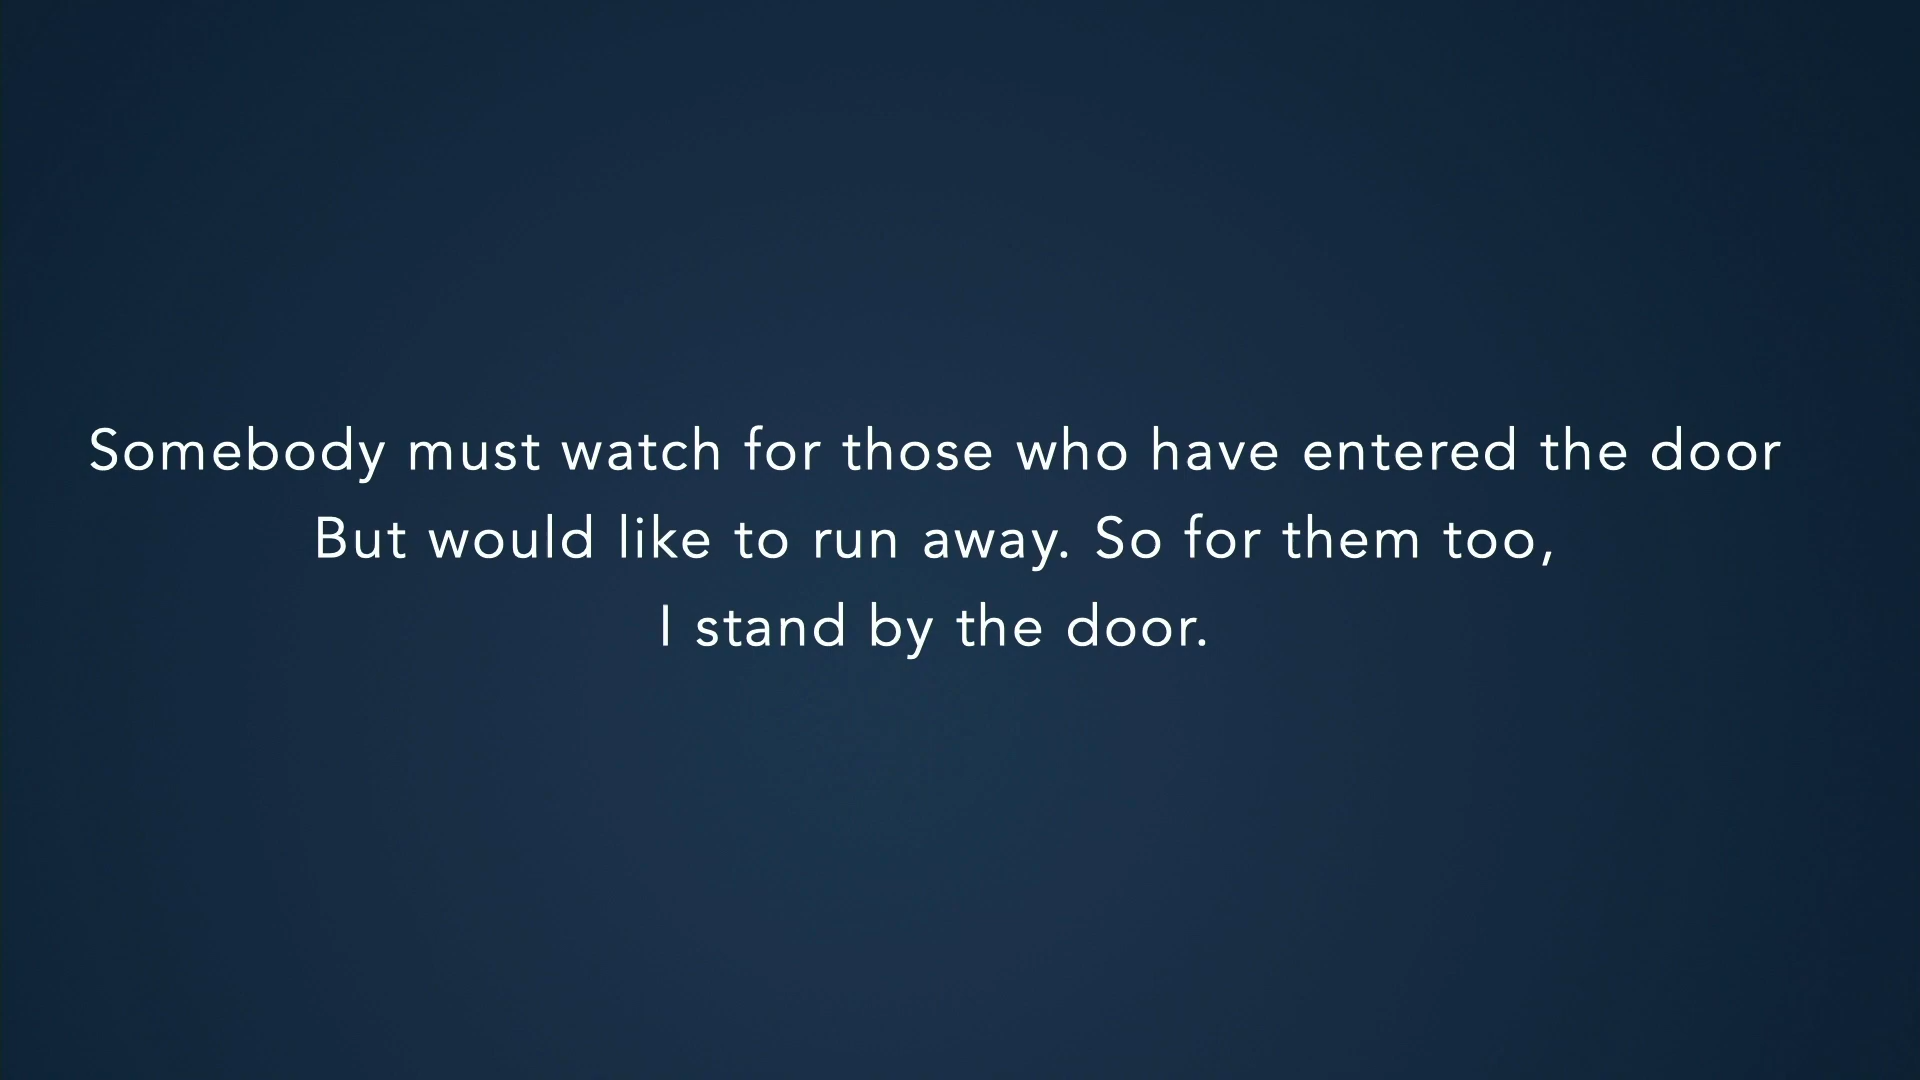 Somebody must watch for those who have entered the door
But would like to run away. So for them too,
I stand by the door.